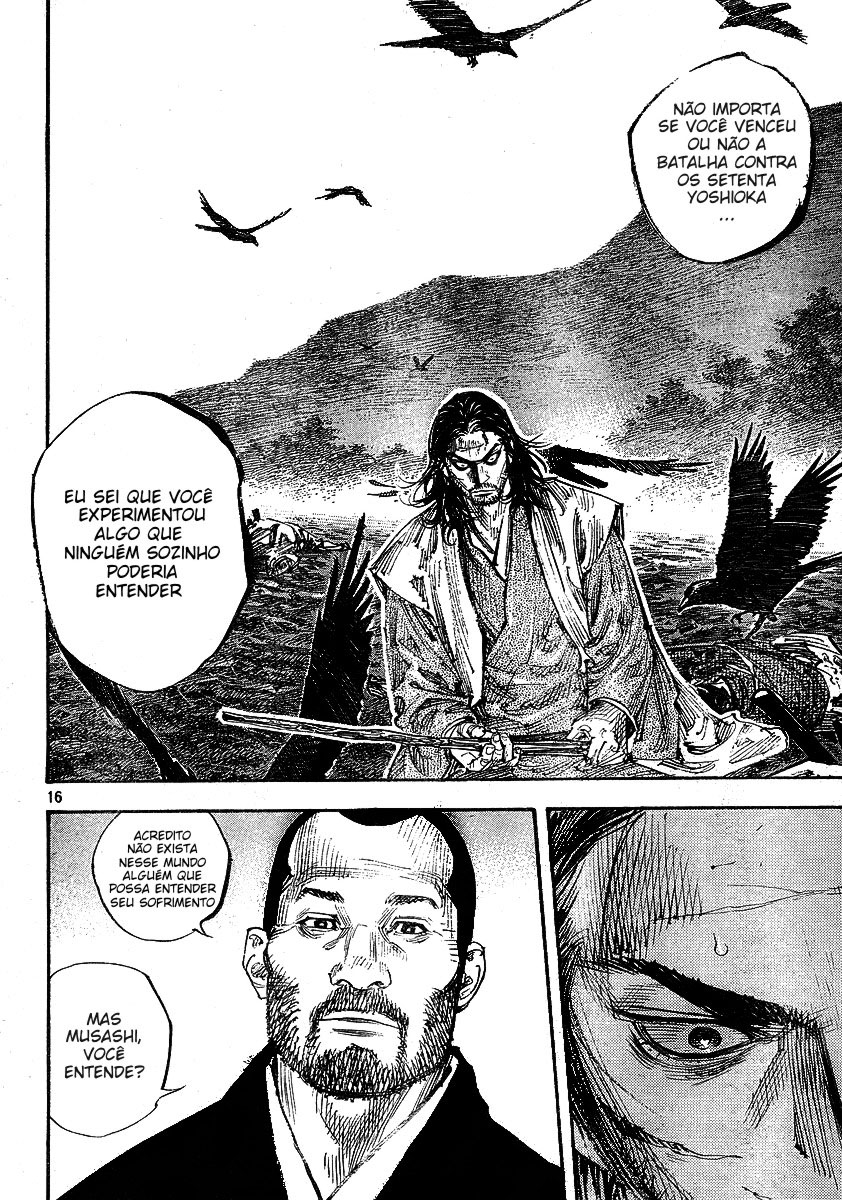 NÃO IMPORTA
SE VOCÊ VENCEU
OU NÃO A
BATALHA CONTRA
OS SETENTA
YOSHIOKA
...
EU SEI QUE VOCÊ
EXPERIMENTOU
ALGO QUE
NINGUÉM SOZINHO
PODERIA
ENTENDER
16
ACREDITO
NÃO EXISTA
NESSE MUNDO
ALGUÉM QUE
POSSA ENTENDER
SEU SOFRIMENTO
MAS
MUSASHI,
VOCÊ
ENTENDE?